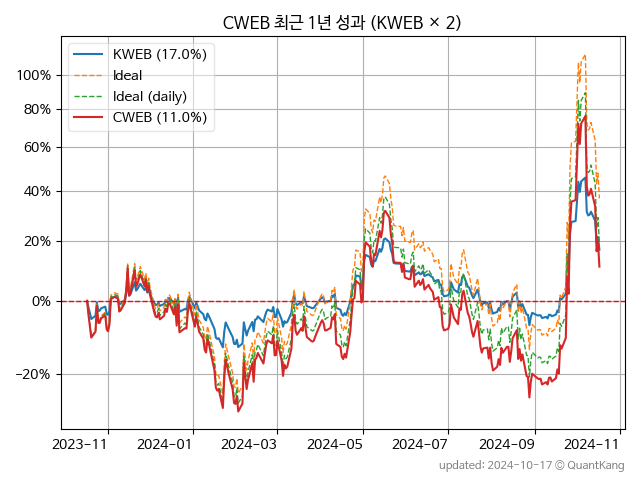 CWEB 최근 1년 성과 (KWEB × 2)
KWEB (17.0%)
Ideal
Ideal (daily)
CWEB (11.0%)
100%
80%
60%
40%
20%
0%
−20%
2023-11
2024-01
2024-03
2024-05
2024-07
2024-09
2024-11
updated: 2024-10-17 © QuantKang